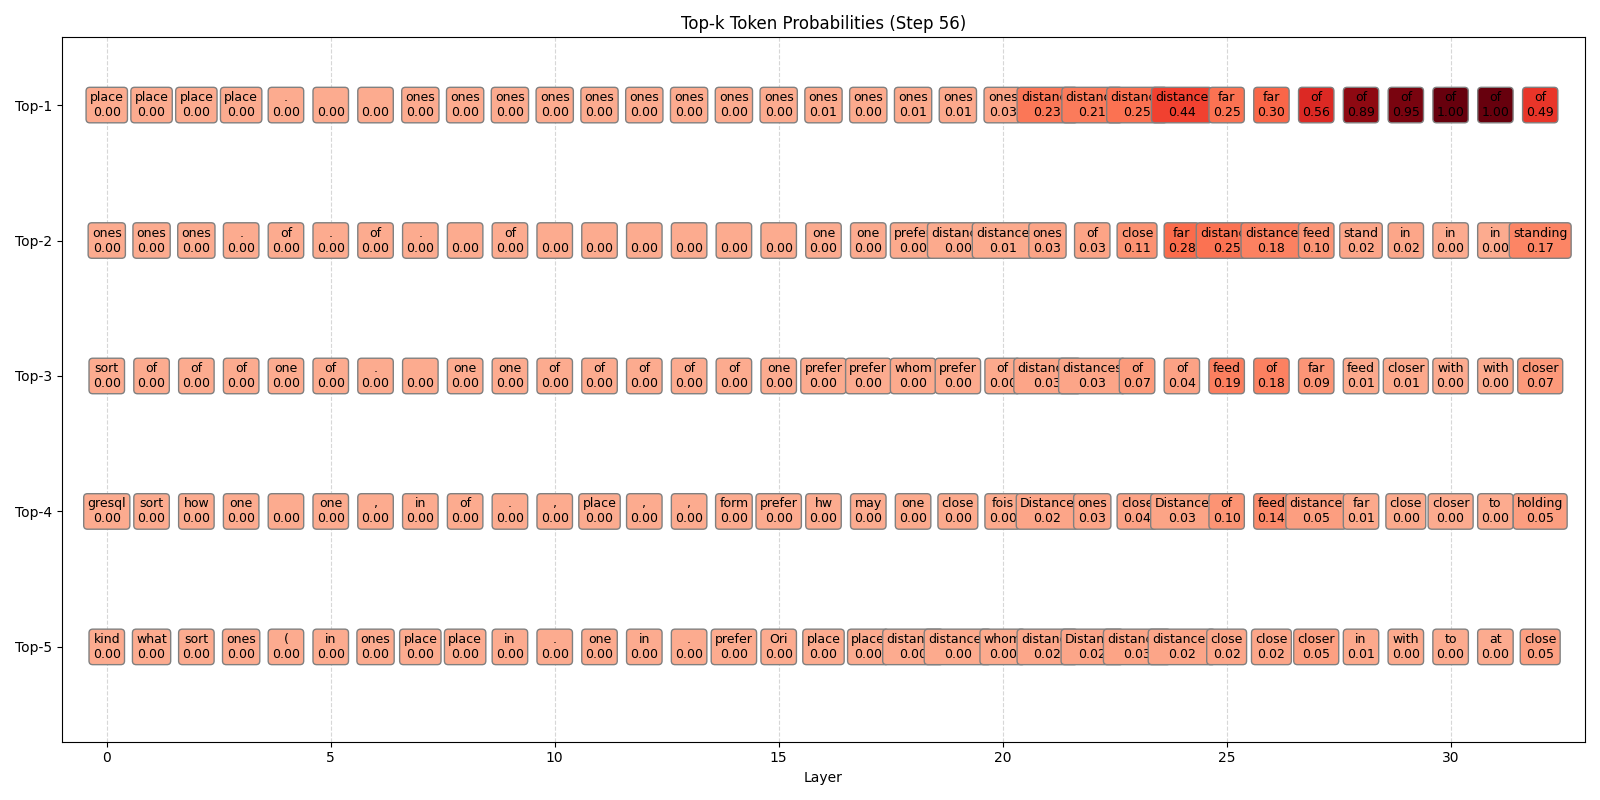 Top-k Token Probabilities (Step 56)
place place place place . ones ones ones ones ones ones ones ones ones ones ones ones ones ones distanc distanc distanc distance far far of of of of of of
Top-1
0.00 0.00 0.00 0.00 0.00 0.00 0.00 0.00 0.00 0.00 0.00 0.00 0.00 0.00 0.00 0.00 0.01 0.00 0.01 0.01 0.03 0.23 0.21 0.25 0.44 0.25 0.30 0.56 0.89 0.95 1.00 1.00 0.49
ones ones ones . of . of . of one one prefe distanc distance ones of close far distanc distance feed stand in in in standing
Top-2
0.00 0.00 0.00 0.00 0.00 0.00 0.00 0.00 0.00 0.00 0.00 0.00 0.00 0.00 0.00 0.00 0.00 0.00 0.00 0.00 0.01 0.03 0.03 0.11 0.28 0.25 0.18 0.10 0.02 0.02 0.00 0.00 0.17
sort of of of one of . one one of of of of of one prefer prefer whom prefer of distanc distances of of feed of far feed closer with with closer
Top-3
0.00 0.00 0.00 0.00 0.00 0.00 0.00 0.00 0.00 0.00 0.00 0.00 0.00 0.00 0.00 0.00 0.00 0.00 0.00 0.00 0.00 0.03 0.03 0.07 0.04 0.19 0.18 0.09 0.01 0.01 0.00 0.00 0.07
gresql sort how one one , in of . , place , , form prefer hw may one close fois Distance ones close Distance of feed distance far close closer to holding
Top-4
0.00 0.00 0.00 0.00 0.00 0.00 0.00 0.00 0.00 0.00 0.00 0.00 0.00 0.00 0.00 0.00 0.00 0.00 0.00 0.00 0.00 0.02 0.03 0.04 0.03 0.10 0.14 0.05 0.01 0.00 0.00 0.00 0.05
kind what sort ones ( in ones place place in . one in . prefer Ori place place distan distance whom distanc Distanc distanc distance close close closer in with to at close
Top-5
0.00 0.00 0.00 0.00 0.00 0.00 0.00 0.00 0.00 0.00 0.00 0.00 0.00 0.00 0.00 0.00 0.00 0.00 0.00 0.00 0.00 0.02 0.02 0.03 0.02 0.02 0.02 0.05 0.01 0.00 0.00 0.00 0.05
0 5 10 15 20 25 30
Layer